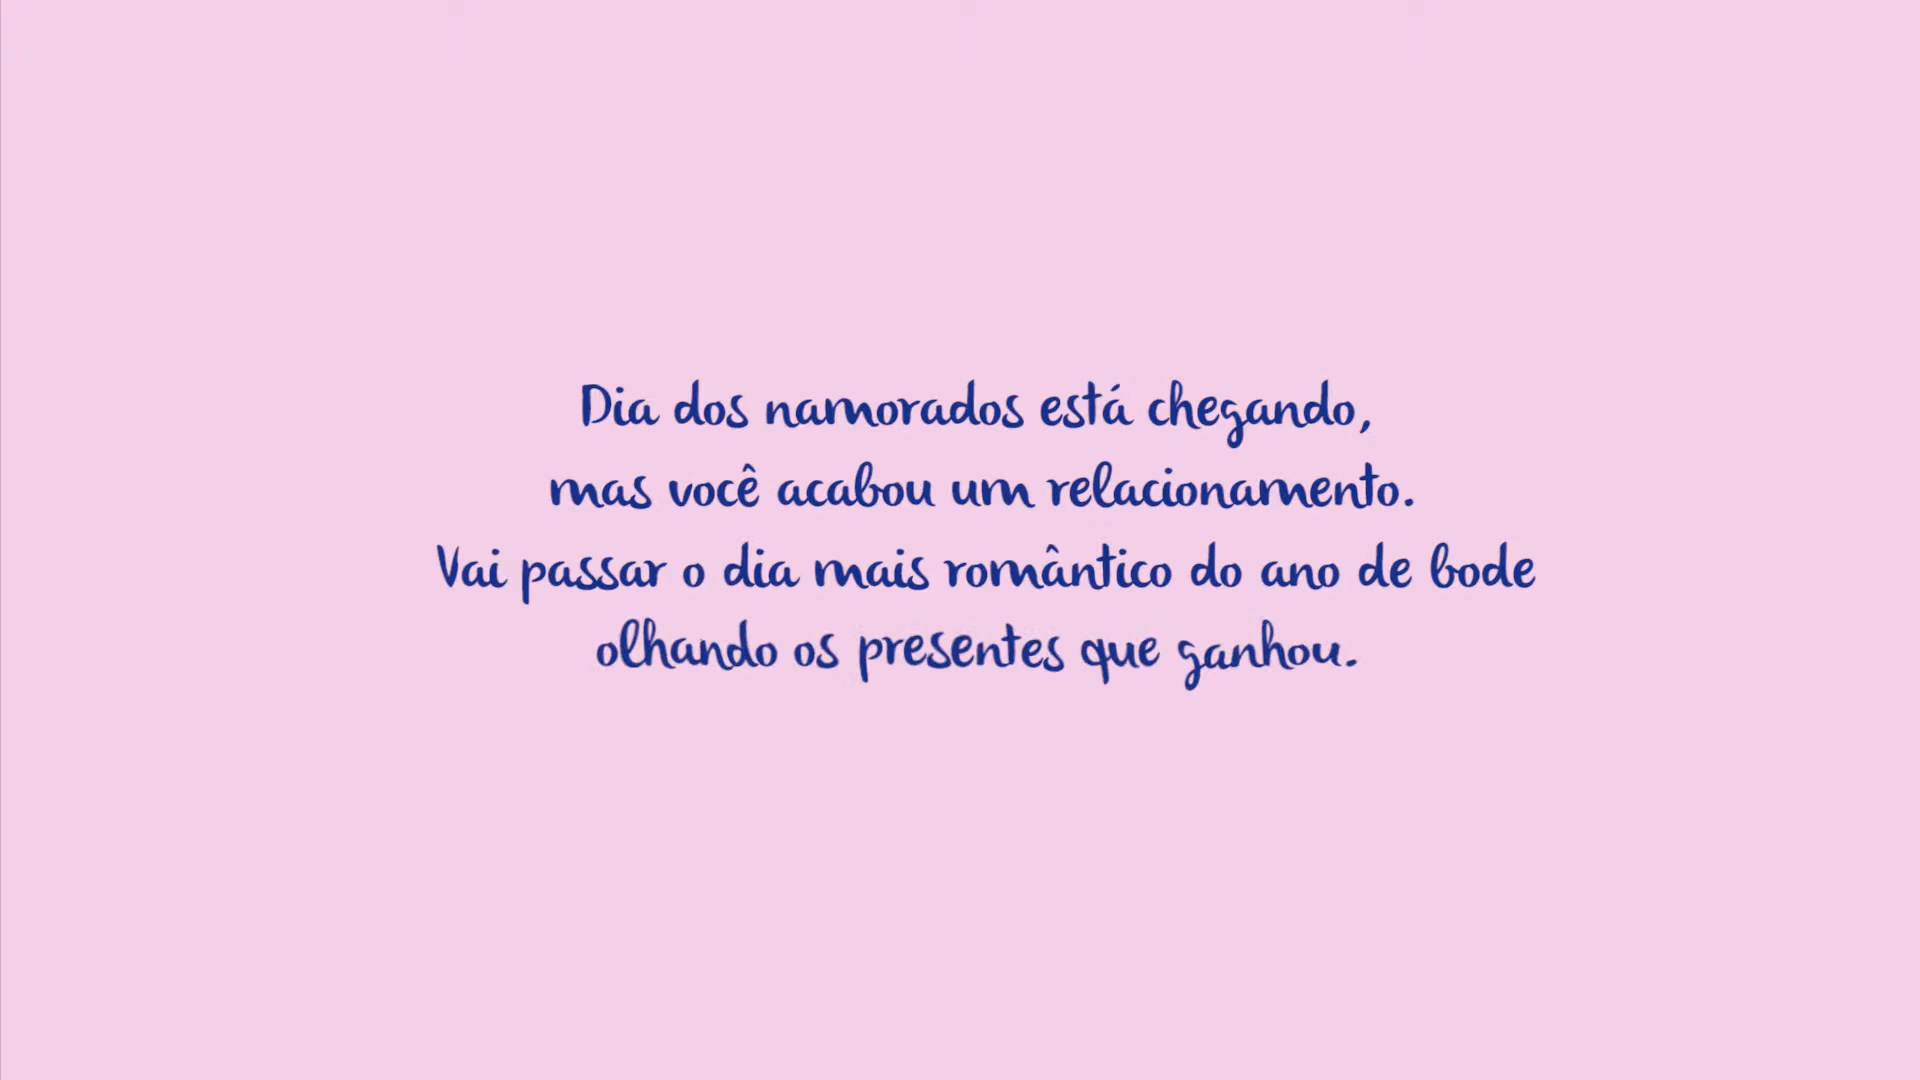 Dia dos namorados está chegando,
mas você acabou um relacionamento.
Vai passar o dia mais romântico do ano de bode
olhando os presentes que ganhou.